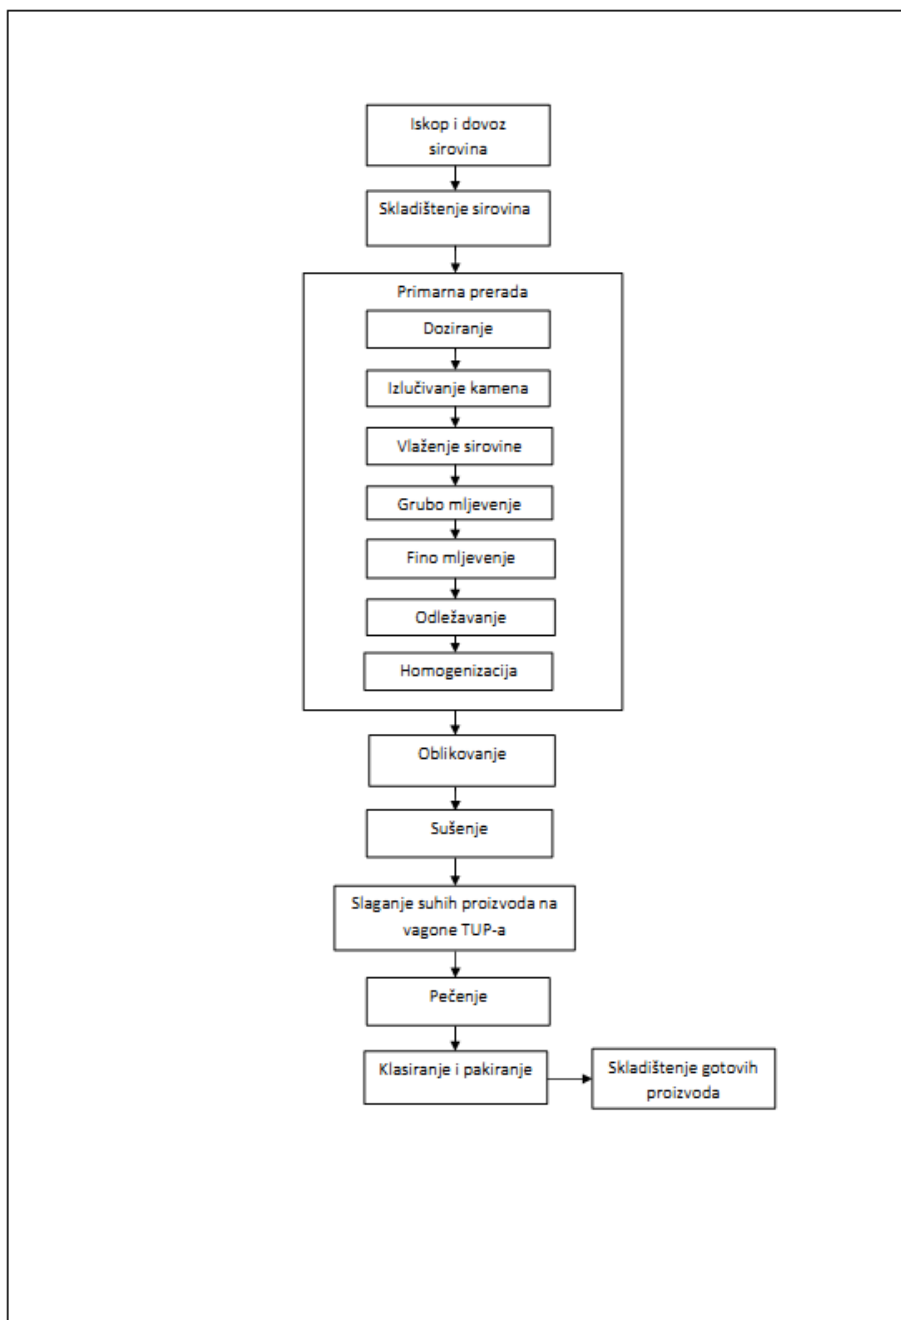 Iskop i dovoz
sirovina
Skladištenje sirovina
Primarna prerada
Doziranje
Izlučivanje kamena
Vlaženje sirovine
Grubo mljevenje
Fino mljevenje
Odležavanje
Homogenizacija
Oblikovanje
Sušenje
Slaganje suhih proizvoda na
vagone TUP-a
Pečenje
Klasiranje i pakiranje
Skladištenje gotovih
proizvoda